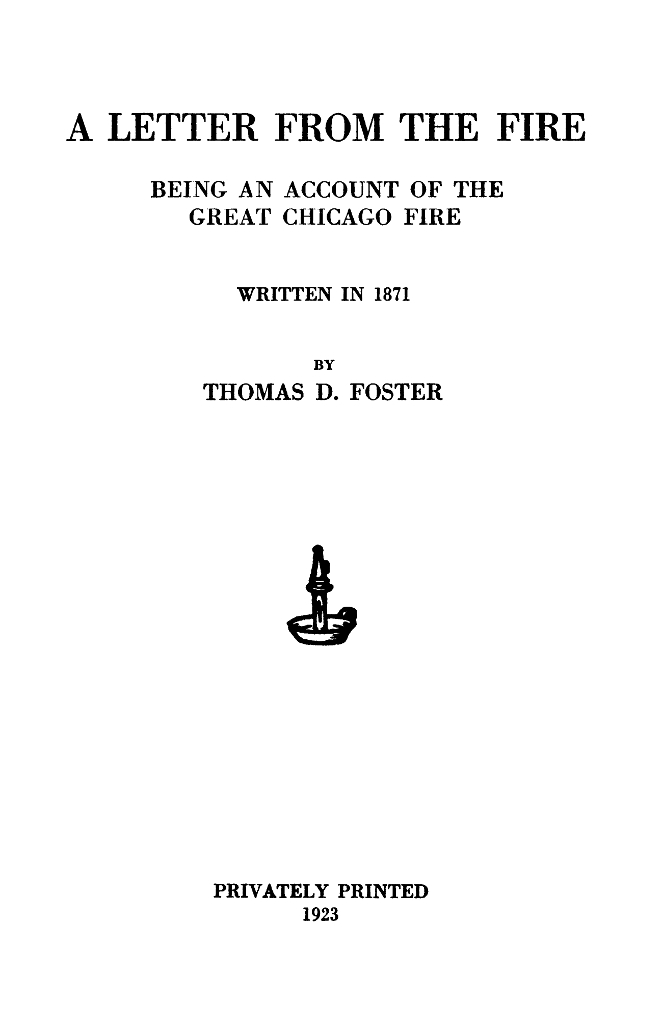 A LETTER FROM THE FIRE
BEING AN ACCOUNT OF THE
GREAT CHICAGO FIRE
WRITTEN IN 1871
BY
THOMAS D. FOSTER
PRIVATELY PRINTED
1923